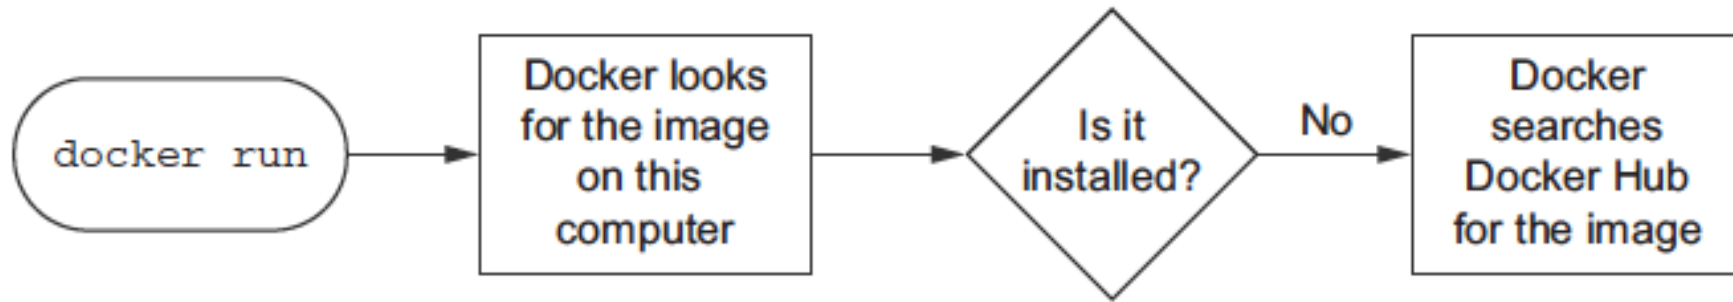 docker run
Docker looks
for the image
on this
computer
Is it
installed?
No
Docker
searches
Docker Hub
for the image